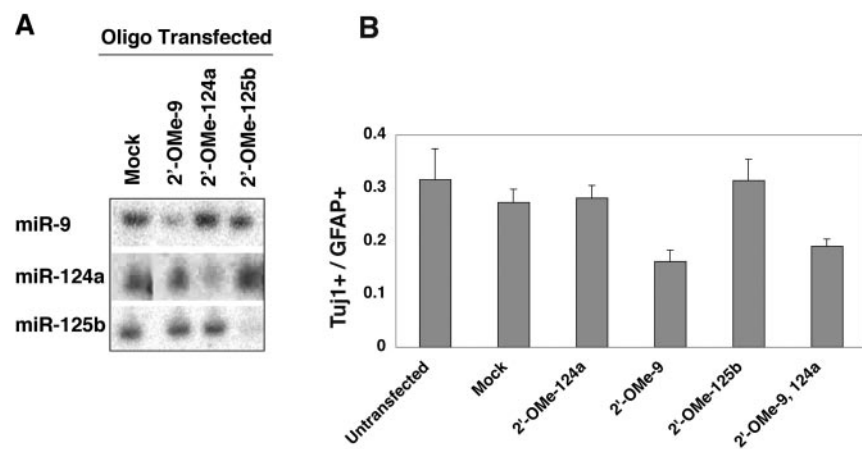 A
Oligo Transfected
Mock
2'-OMe-9
2'-OMe-124a
2'-OMe-125b
miR-9
miR-124a
miR-125b
B
Tuj1+ / GFAP+
0.4
0.3
0.2
0.1
0
Untransfected
Mock
2'-OMe-124a
2'-OMe-9
2'-OMe-125b
2'-OMe-9, 124a